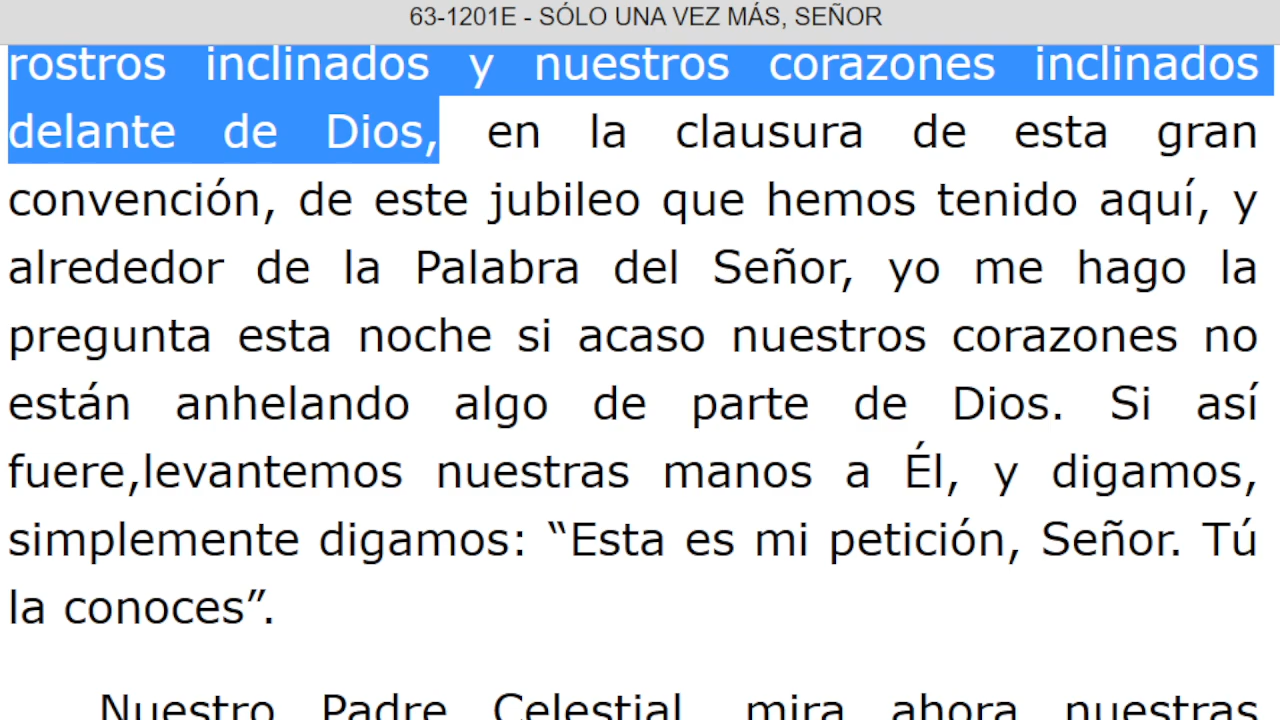 63-1201E - SÓLO UNA VEZ MÁS, SEÑOR
rostros inclinados y nuestros corazones inclinados
delante de Dios, en la clausura de esta gran
convención, de este jubileo que hemos tenido aquí, y
alrededor de la Palabra del Señor, yo me hago la
pregunta esta noche si acaso nuestros corazones no
están anhelando algo de parte de Dios. Si así
fuere,levantemos nuestras manos a Él, y digamos,
simplemente digamos: “Esta es mi petición, Señor. Tú
la conoces”.
Nuestro Padre Celestial, mira ahora nuestras